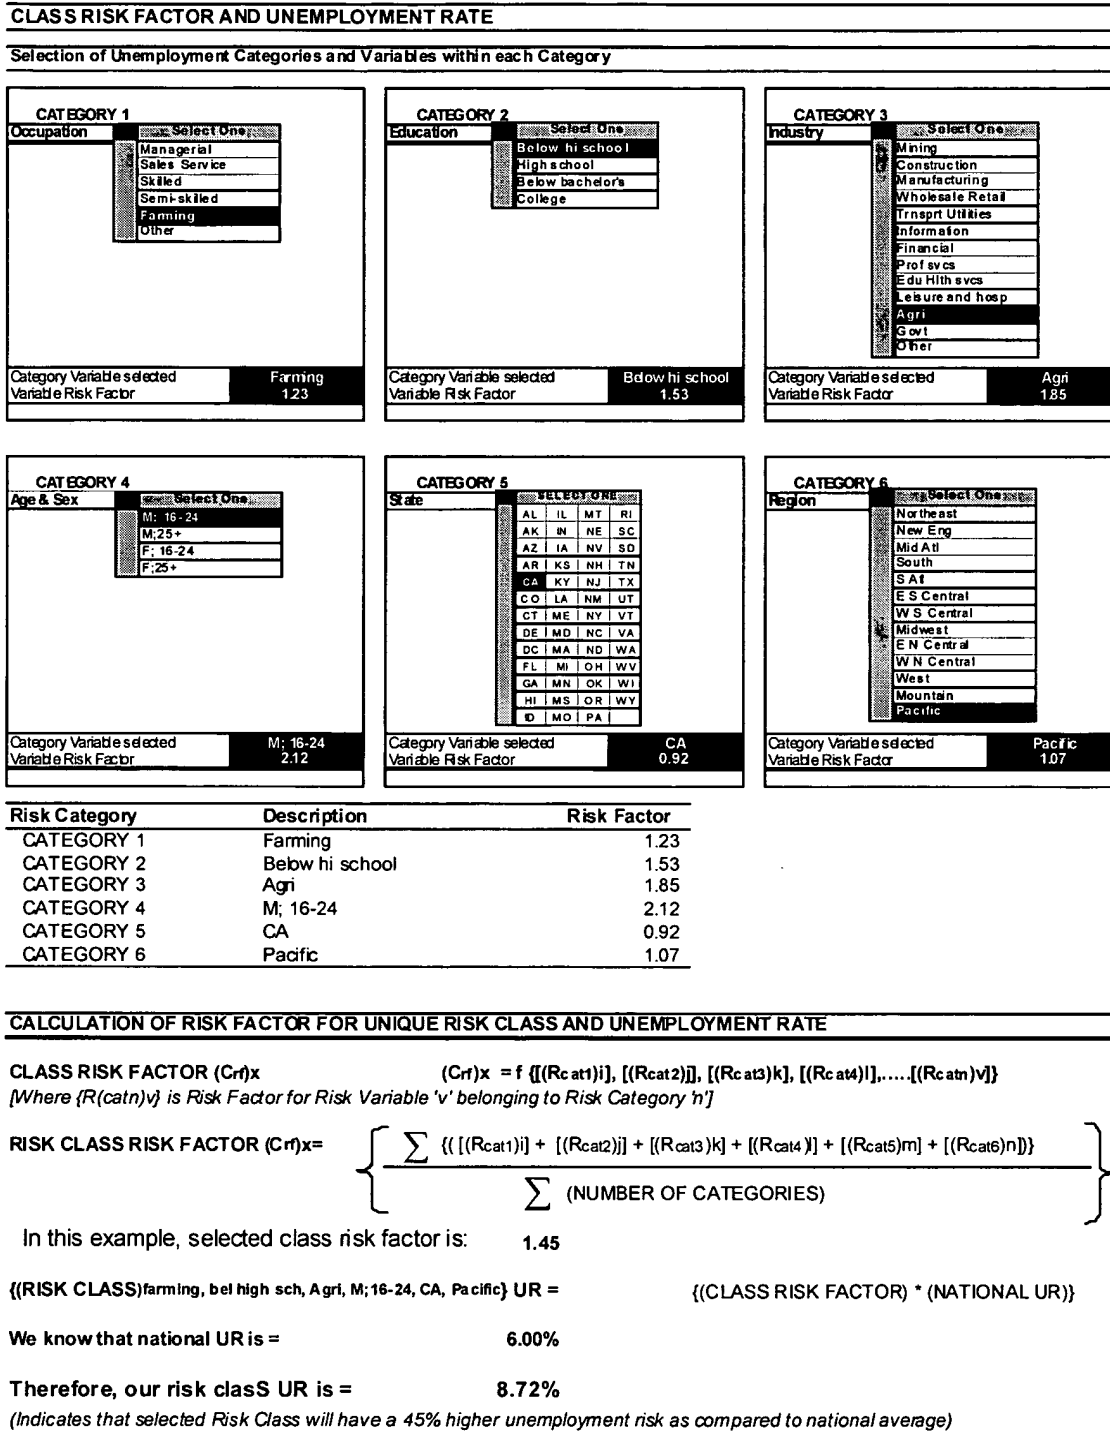 CLASS RISK FACTOR AND UNEMPLOYMENT RATE
Selection of Unemployment Categories and Variables within each Category
CATEGORY 1
Occupation
Select One
Managerial
Sales Service
Skilled
Semi-skilled
Farming
Other
Category Variable selected Farming
Variable Risk Factor 1.23
CATEGORY 2
Education
Select One
Below hi school
High school
Below bachelor's
College
Category Variable selected Below hi school
Variable Risk Factor 1.53
CATEGORY 3
Industry
Select One
Mining
Construction
Manufacturing
Wholesale Retail
Trnsprt Utilities
Information
Financial
Prof svcs
Edu Hlth svcs
Leisure and hosp
Agri
Govt
Other
Category Variable selected Agri
Variable Risk Factor 1.85
CATEGORY 4
Age & Sex
Select One
M; 16-24
M;25+
F; 16-24
F;25+
Category Variable selected M; 16-24
Variable Risk Factor 2.12
CATEGORY 5
State
SELECT ONE
AL IL MT RI
AK IN NE SC
AZ IA NV SD
AR KS NH TN
CA KY NJ TX
CO LA NM UT
CT ME NY VT
DE MD NC VA
DC MA ND WA
FL MI OH WV
GA MN OK WI
HI MS OR WY
ID MO PA
Category Variable selected CA
Variable Risk Factor 0.92
CATEGORY 6
Region
Select One
Northeast
New Eng
Mid Atl
South
S Atl
E S Central
W S Central
Midwest
E N Central
W N Central
West
Mountain
Pacific
Category Variable selected Pacific
Variable Risk Factor 1.07
Risk Category Description Risk Factor
CATEGORY 1 Farming 1.23
CATEGORY 2 Below hi school 1.53
CATEGORY 3 Agri 1.85
CATEGORY 4 M; 16-24 2.12
CATEGORY 5 CA 0.92
CATEGORY 6 Pacific 1.07
CALCULATION OF RISK FACTOR FOR UNIQUE RISK CLASS AND UNEMPLOYMENT RATE
CLASS RISK FACTOR (Crf)x (Crf)x = f {[(Rcat1)i], [(Rcat2)j], [(Rcat3)k], [(Rcat4)l],.....[(Rcatn)v]}
[Where {R(catn)v} is Risk Factor for Risk Variable 'v' belonging to Risk Category 'n']
RISK CLASS RISK FACTOR (Crf)x= { ∑ {( [(Rcat1)i] + [(Rcat2)j] + [(Rcat3)k] + [(Rcat4)l] + [(Rcat5)m] + [(Rcat6)n])} }
∑ (NUMBER OF CATEGORIES)
In this example, selected class risk factor is: 1.45
{(RISK CLASS)farming, bel high sch, Agri, M;16-24, CA, Pacific} UR = {(CLASS RISK FACTOR) * (NATIONAL UR)}
We know that national UR is = 6.00%
Therefore, our risk clasS UR is = 8.72%
(Indicates that selected Risk Class will have a 45% higher unemployment risk as compared to national average)